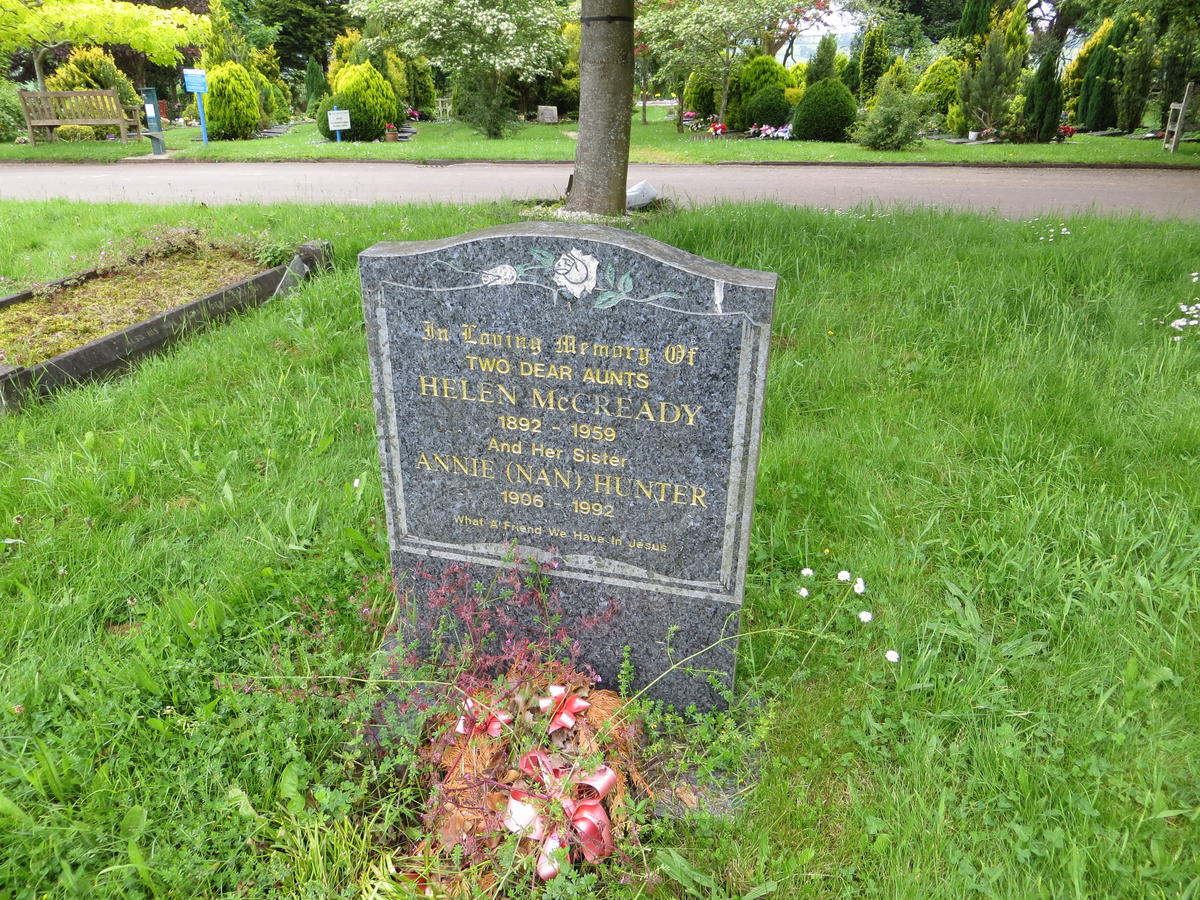 In Loving Memory Of
TWO DEAR AUNTS
HELEN McCREADY
1892 - 1959
And Her Sister
ANNIE (NAN) HUNTER
1906 - 1992
What A Friend We Have In Jesus